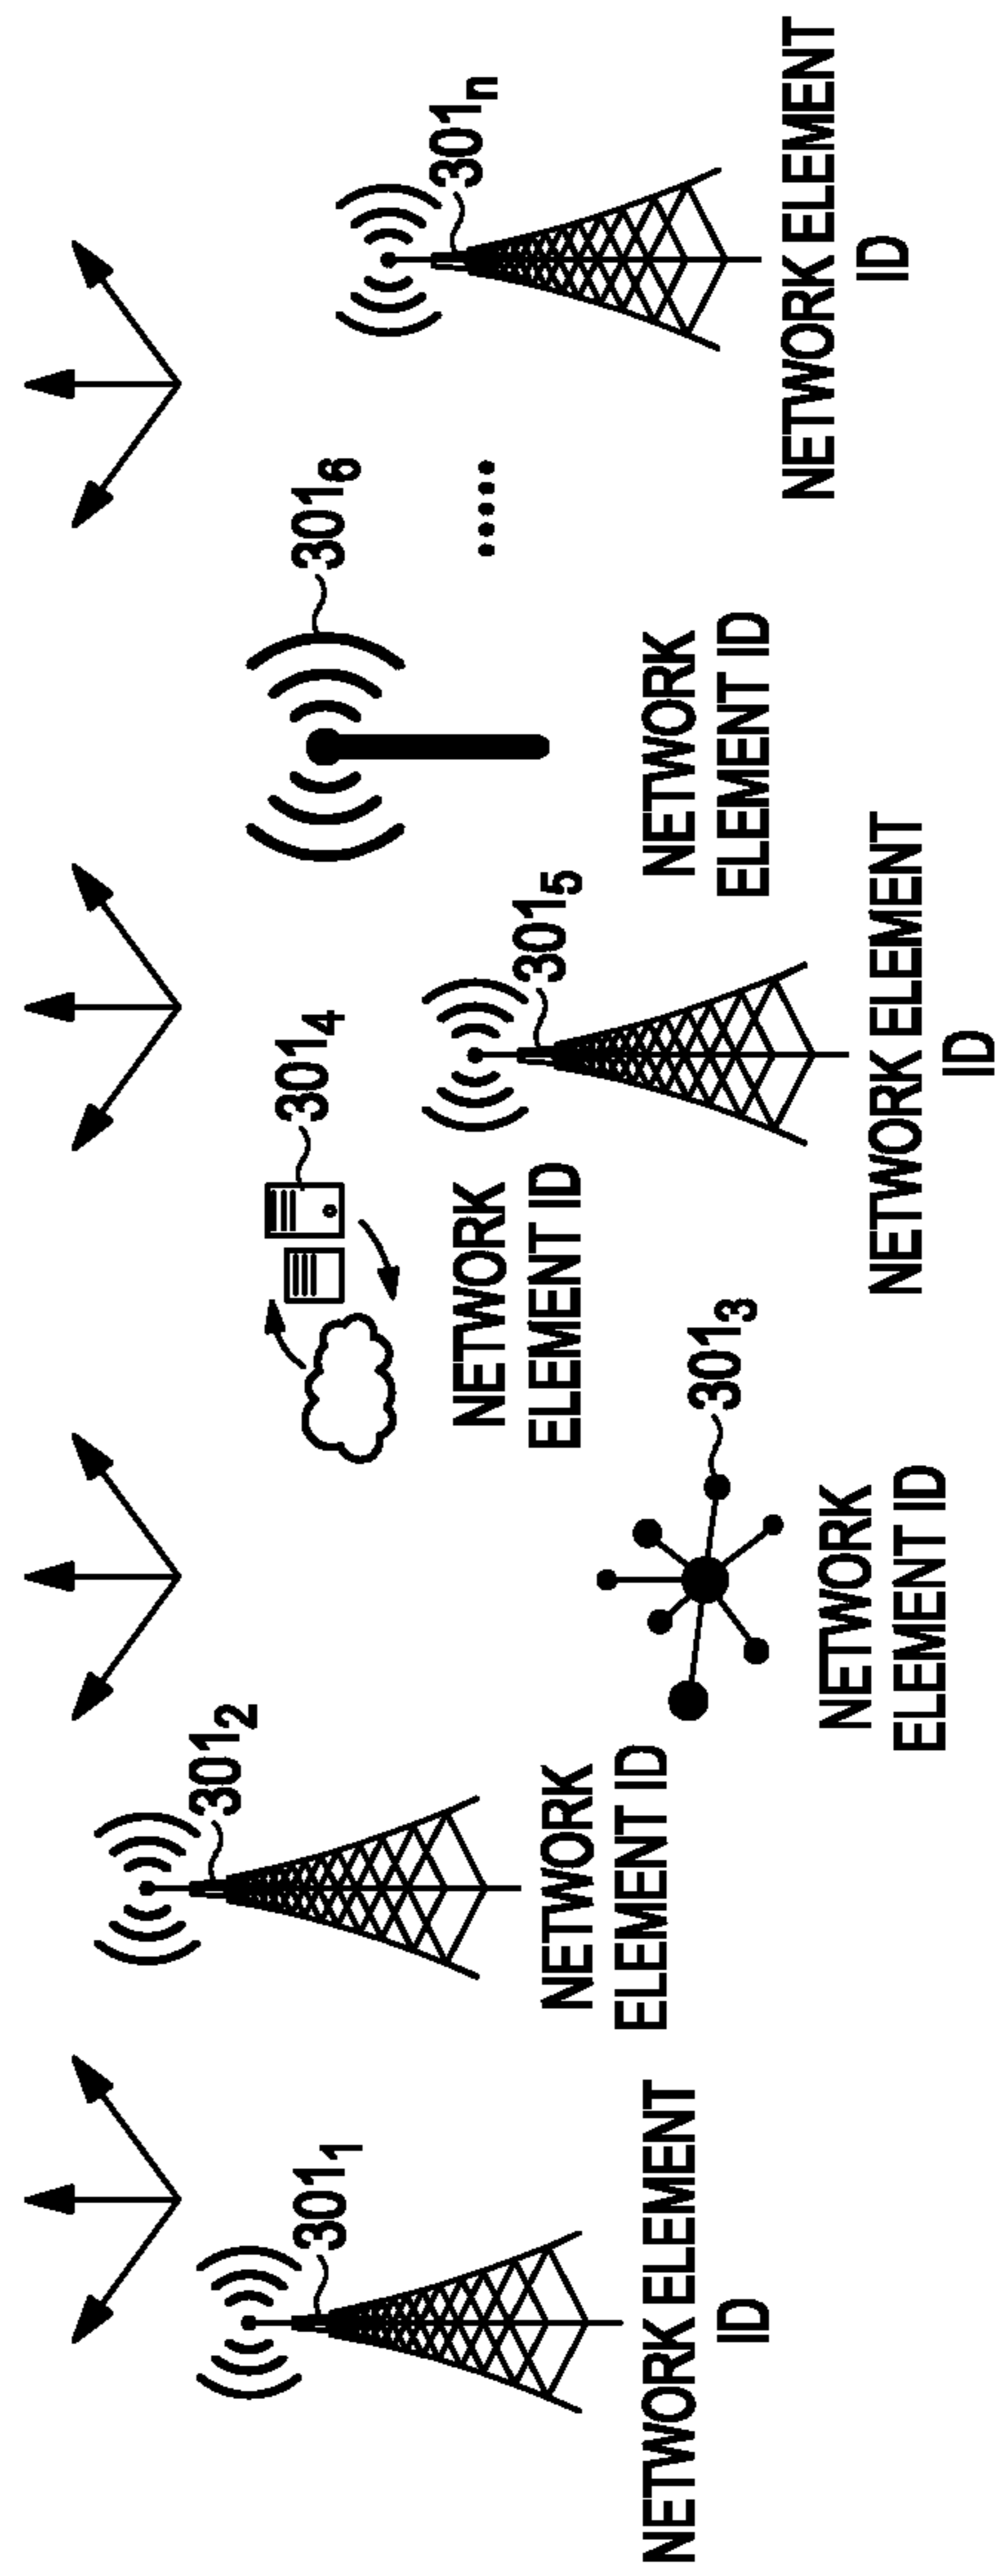 301₁
NETWORK ELEMENT
ID
301₂
NETWORK
ELEMENT ID
301₃
NETWORK
ELEMENT ID
301₄
NETWORK
ELEMENT ID
301₅
NETWORK ELEMENT
ID
301₆
NETWORK
ELEMENT ID
.....
301ₙ
NETWORK ELEMENT
ID